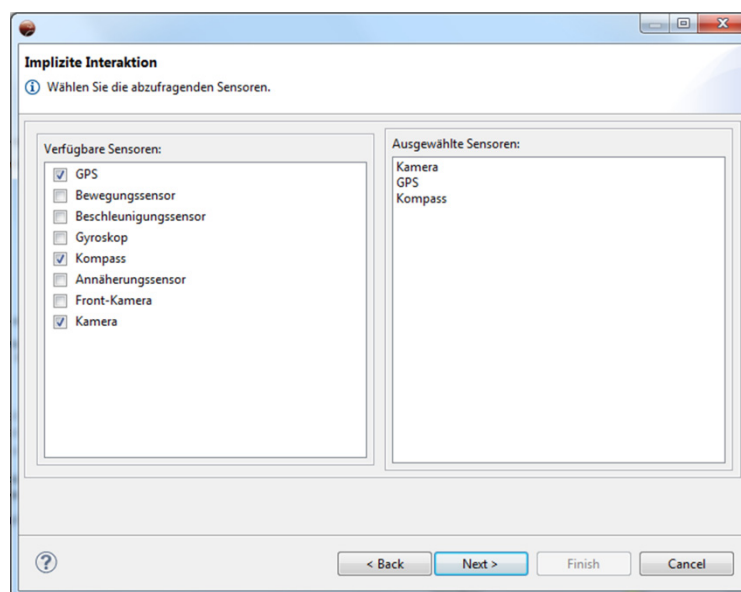 Implizite Interaktion
Wählen Sie die abzufragenden Sensoren.
Verfügbare Sensoren:
GPS
Bewegungssensor
Beschleunigungssensor
Gyroskop
Kompass
Annäherungssensor
Front-Kamera
Kamera
Ausgewählte Sensoren:
Kamera
GPS
Kompass
< Back
Next >
Finish
Cancel